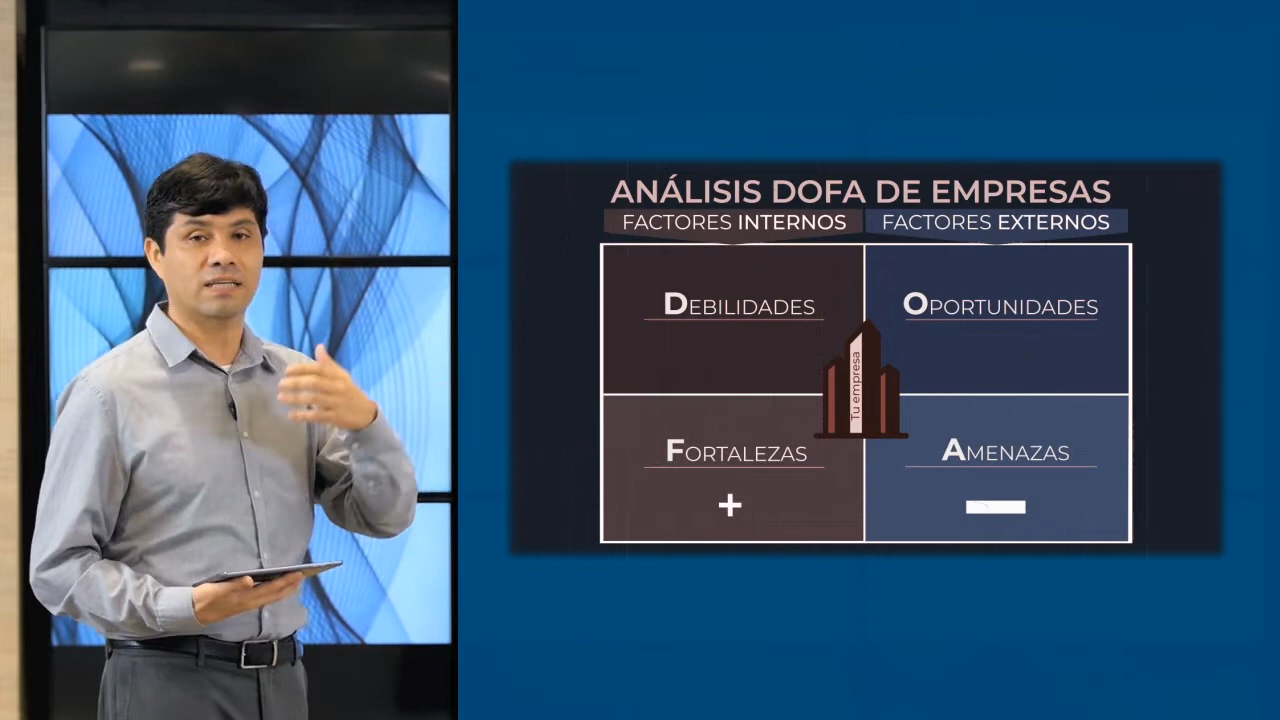 ANÁLISIS DOFA DE EMPRESAS
FACTORES INTERNOS
FACTORES EXTERNOS
DEBILIDADES
OPORTUNIDADES
Tu empresa
FORTALEZAS
AMENAZAS
+